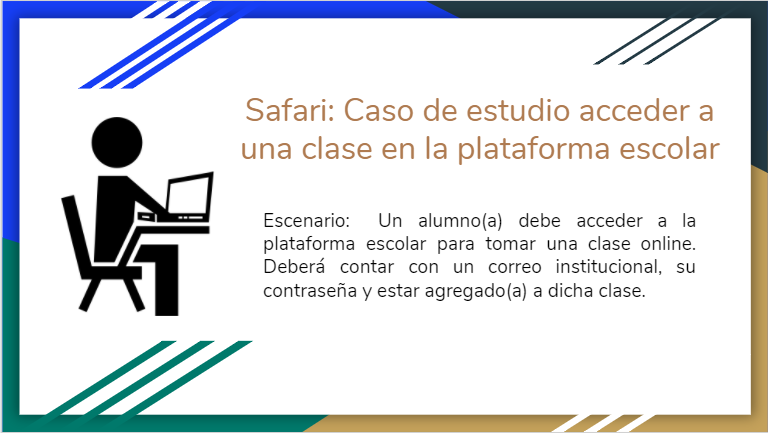 Safari: Caso de estudio acceder a
una clase en la plataforma escolar
Escenario: Un alumno(a) debe acceder a la
plataforma escolar para tomar una clase online.
Deberá contar con un correo institucional, su
contraseña y estar agregado(a) a dicha clase.